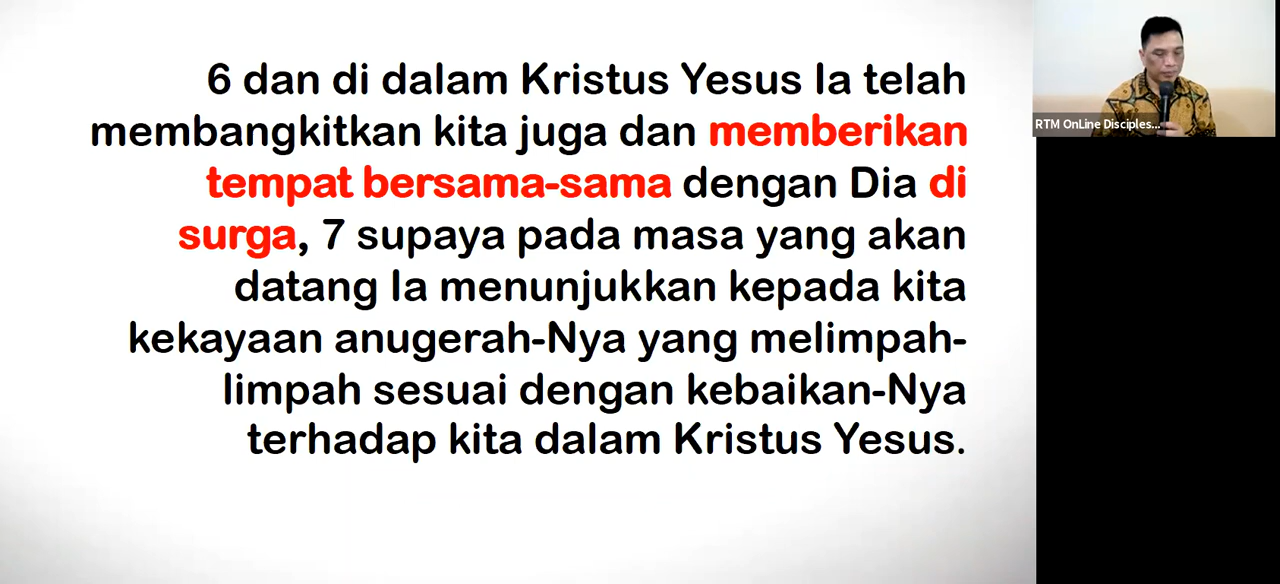 6 dan di dalam Kristus Yesus Ia telah
membangkitkan kita juga dan memberikan
tempat bersama-sama dengan Dia di
surga, 7 supaya pada masa yang akan
datang Ia menunjukkan kepada kita
kekayaan anugerah-Nya yang melimpah-
limpah sesuai dengan kebaikan-Nya
terhadap kita dalam Kristus Yesus.
RTM OnLine Disciples...